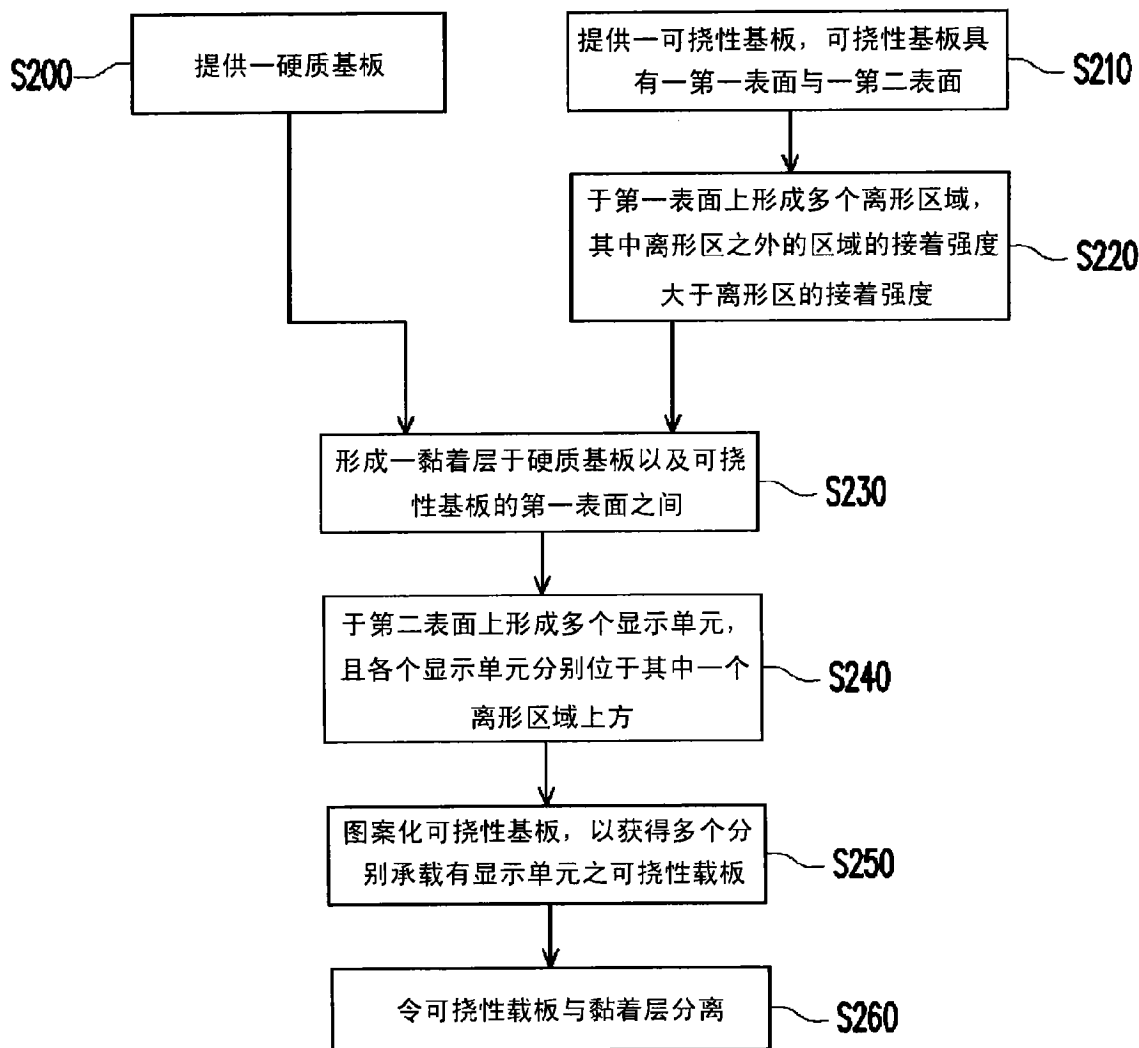 S200
提供一硬质基板
提供一可挠性基板，可挠性基板具
有一第一表面与一第二表面
S210
于第一表面上形成多个离形区域，
其中离形区之外的区域的接着强度
大于离形区的接着强度
S220
形成一黏着层于硬质基板以及可挠
性基板的第一表面之间
S230
于第二表面上形成多个显示单元，
且各个显示单元分别位于其中一个
离形区域上方
S240
图案化可挠性基板，以获得多个分
别承载有显示单元之可挠性载板
S250
令可挠性载板与黏着层分离
S260